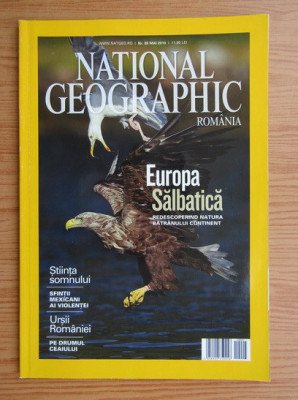 NATIONAL
GEOGRAPHIC
ROMÂNIA
Europa
Sălbatică
REDESCOPERIND NATURA
BĂTRÂNULUI CONTINENT
Știința
somnului
SFINȚII
MEXICANI
AI VIOLENȚEI
Urșii
României
PE DRUMUL
CEAIULUI